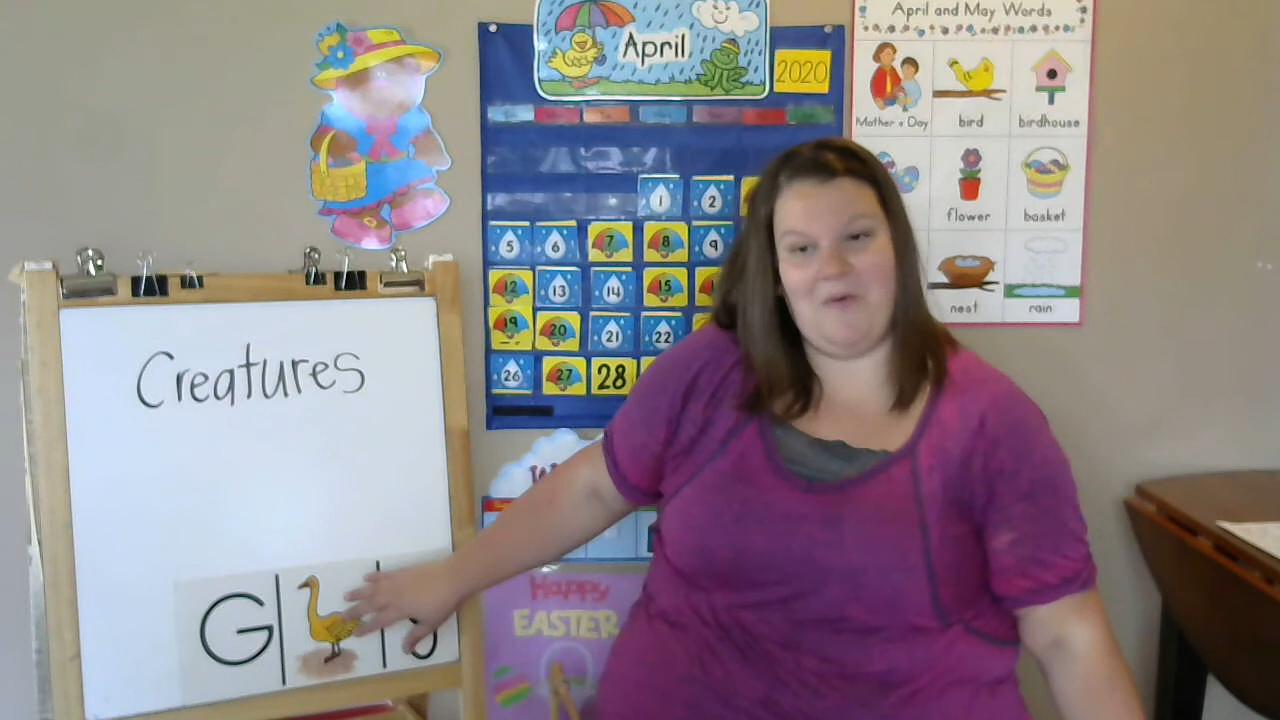 April
2020
1 2
5 6 7 8 9
12 13 14 15
19 20 21 22
26 27 28
April and May Words
Mother's Day bird birdhouse
flower basket
nest rain
Creatures
G g
Happy
EASTER